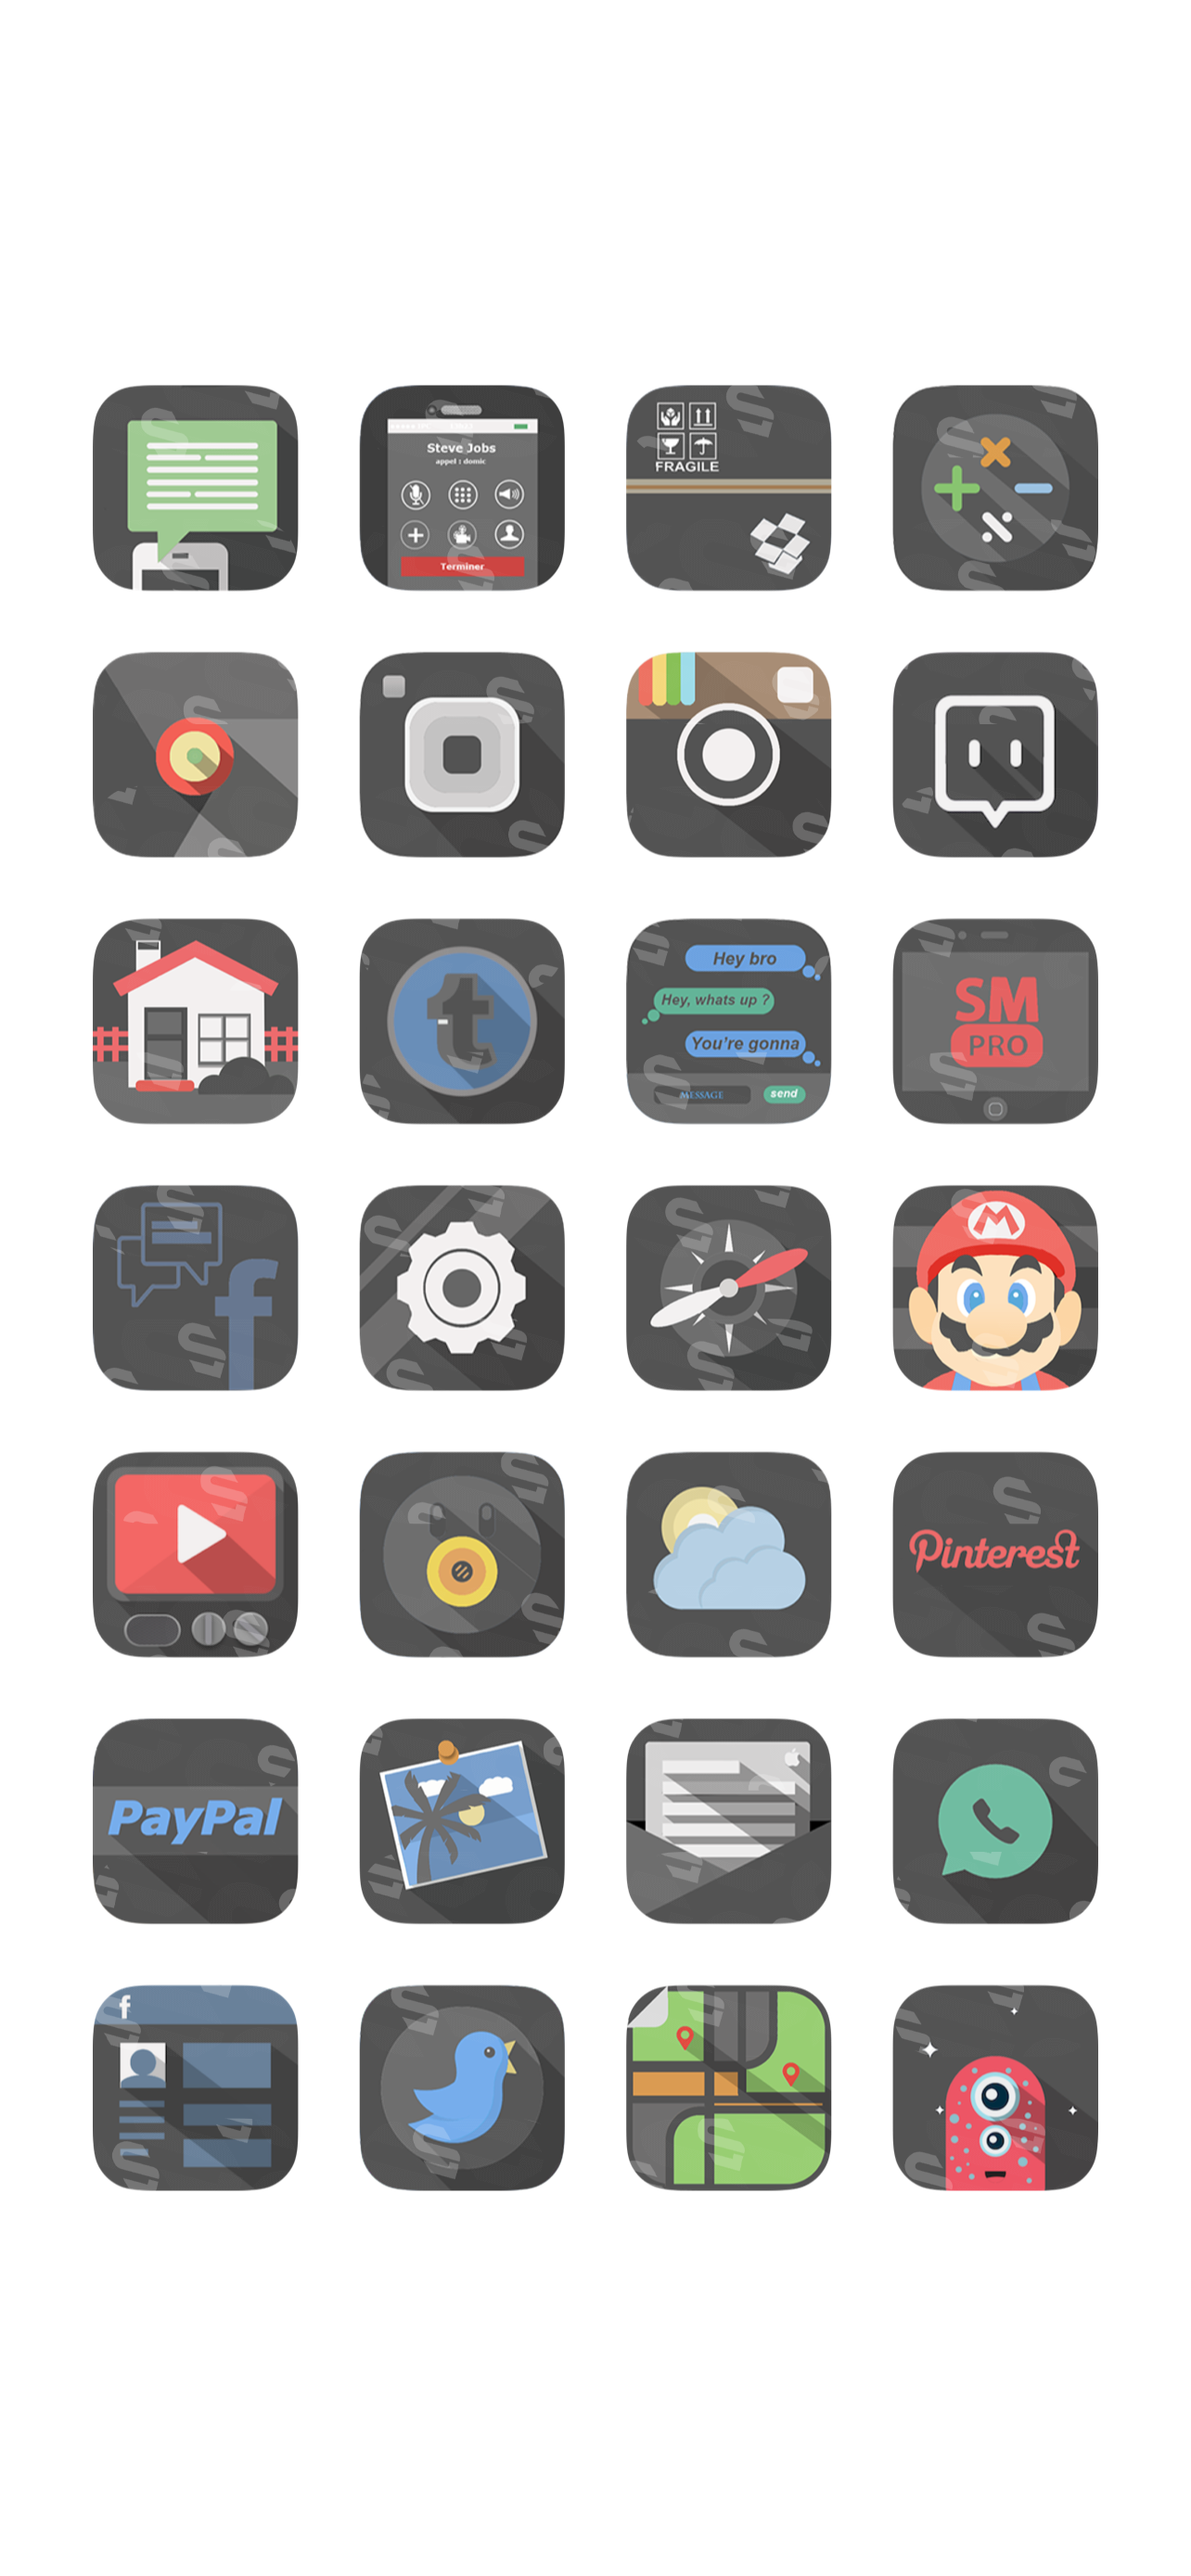 Steve Jobs
appel : domic
Terminer
FRAGILE
t
Hey bro
Hey, whats up ?
You're gonna
MESSAGE
send
SM
PRO
f
M
Pinterest
PayPal
f